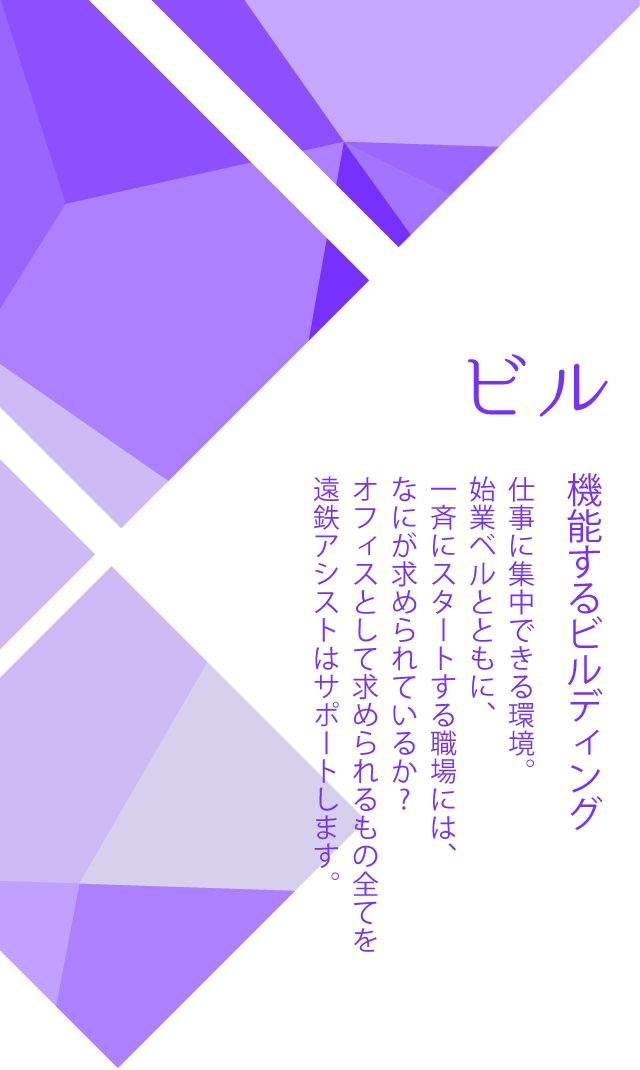 ビル
機能するビルディング
仕事に集中できる環境。
始業ベルとともに、
一斉にスタートする職場には、
なにが求められているか?
オフィスとして求められるもの全てを
遠鉄アシストはサポートします。